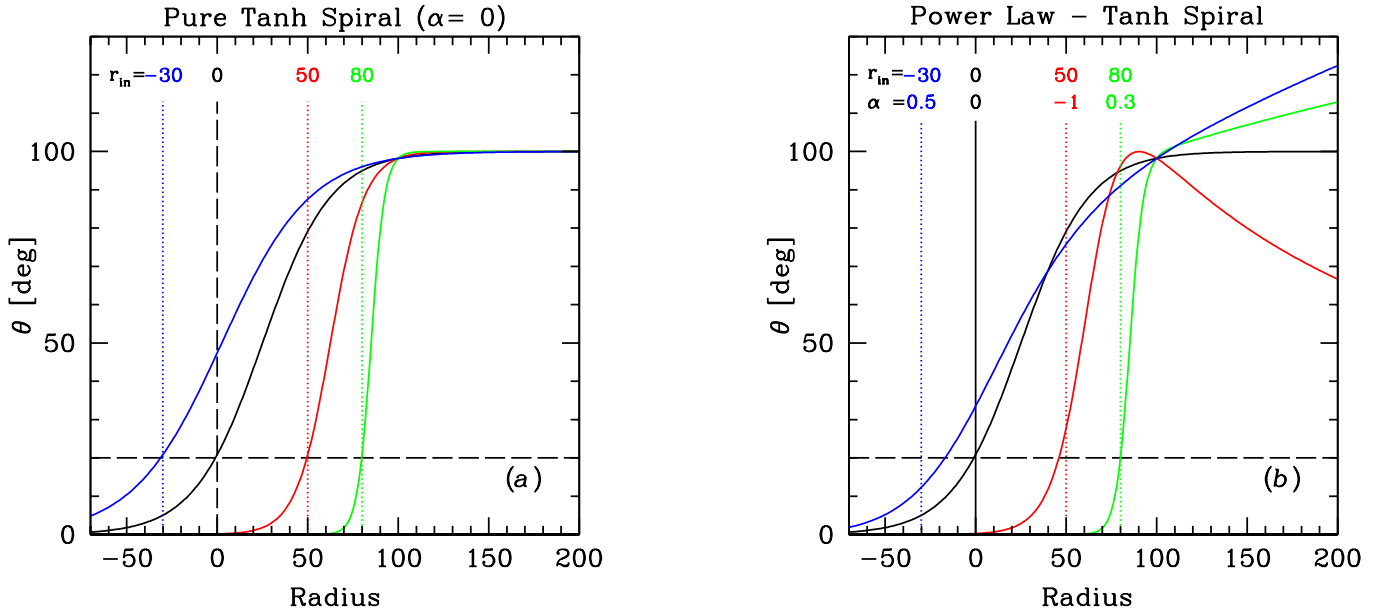 Pure Tanh Spiral (α= 0)
r_in=−30 0 50 80
100
50
0
θ [deg]
(a)
−50 0 50 100 150 200
Radius
Power Law − Tanh Spiral
r_in=−30 0 50 80
α =0.5 0 −1 0.3
100
50
0
θ [deg]
(b)
−50 0 50 100 150 200
Radius